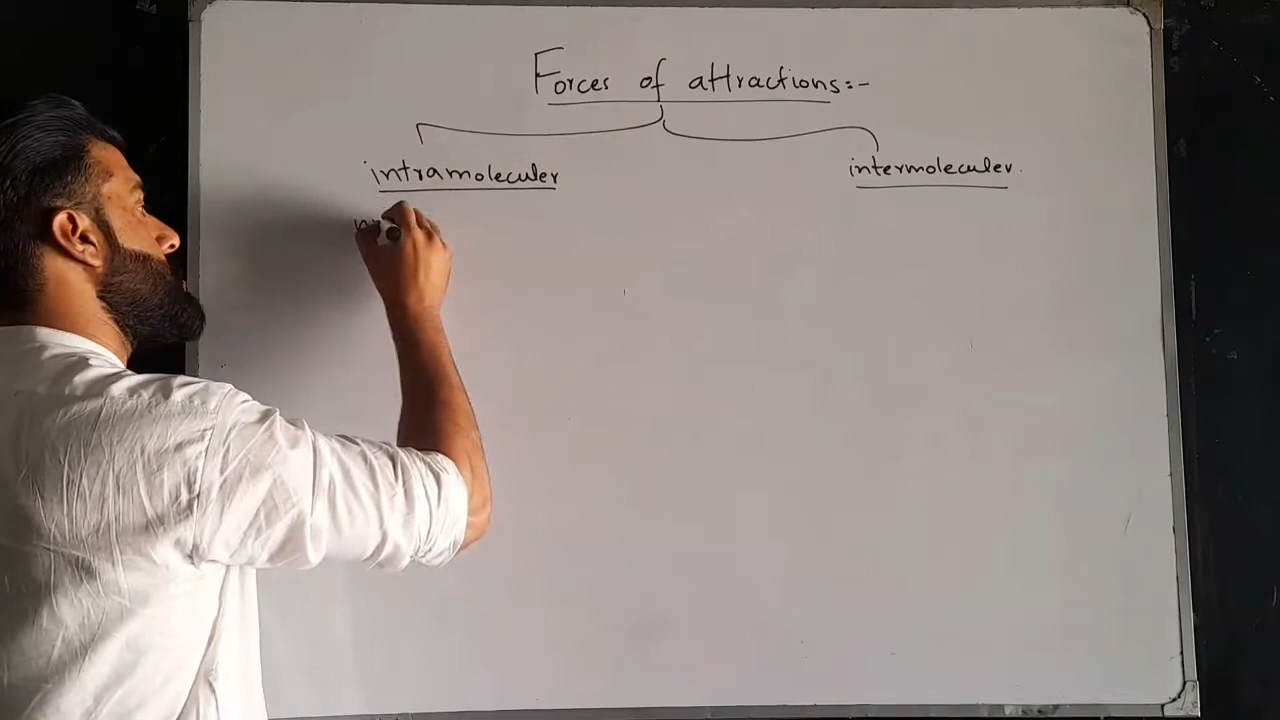 Forces of attractions:-
intramoleculer intermoleculer.